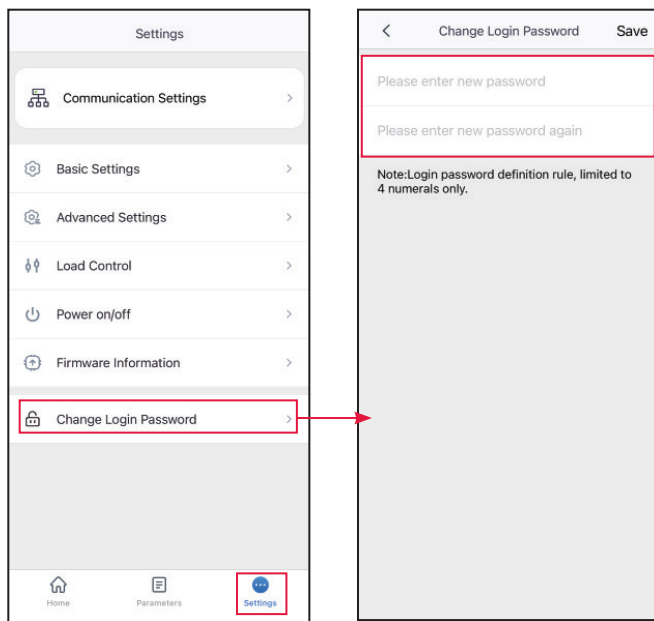 Settings
Communication Settings
Basic Settings
Advanced Settings
Load Control
Power on/off
Firmware Information
Change Login Password
Home
Parameters
Settings
Change Login Password
Save
Please enter new password
Please enter new password again
Note:Login password definition rule, limited to
4 numerals only.